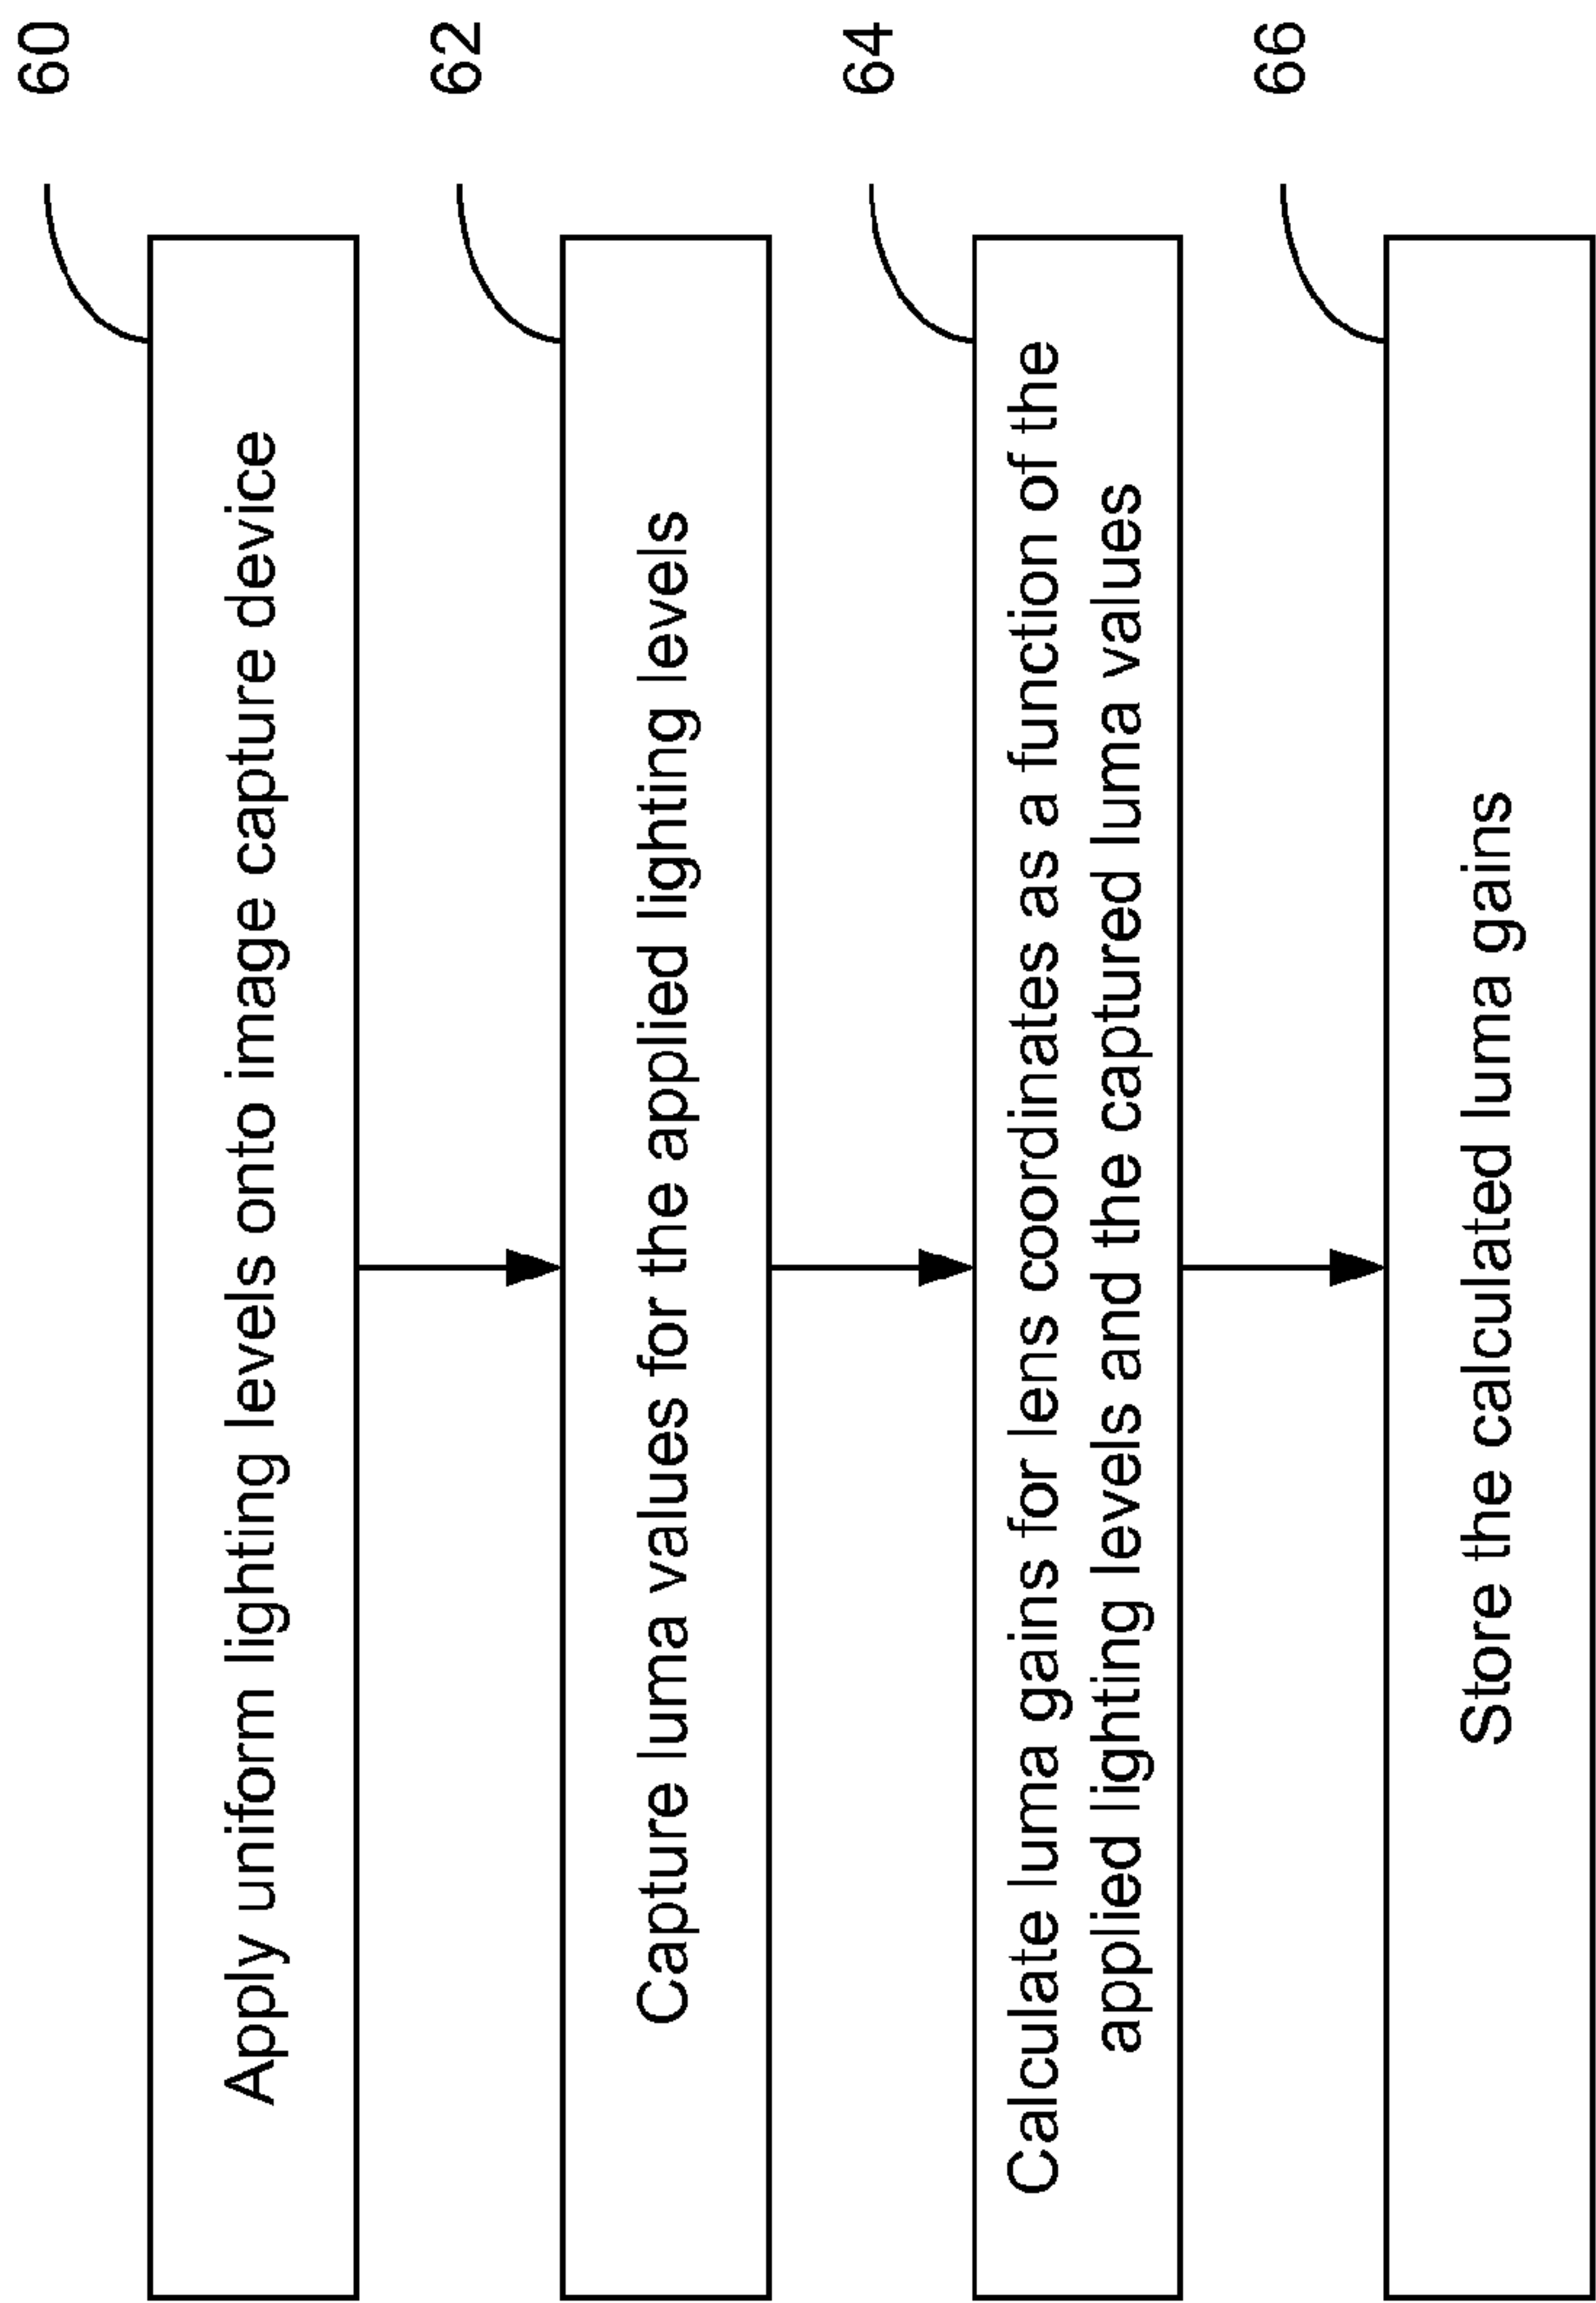 60
Apply uniform lighting levels onto image capture device
62
Capture luma values for the applied lighting levels
64
Calculate luma gains for lens coordinates as a function of the
applied lighting levels and the captured luma values
66
Store the calculated luma gains